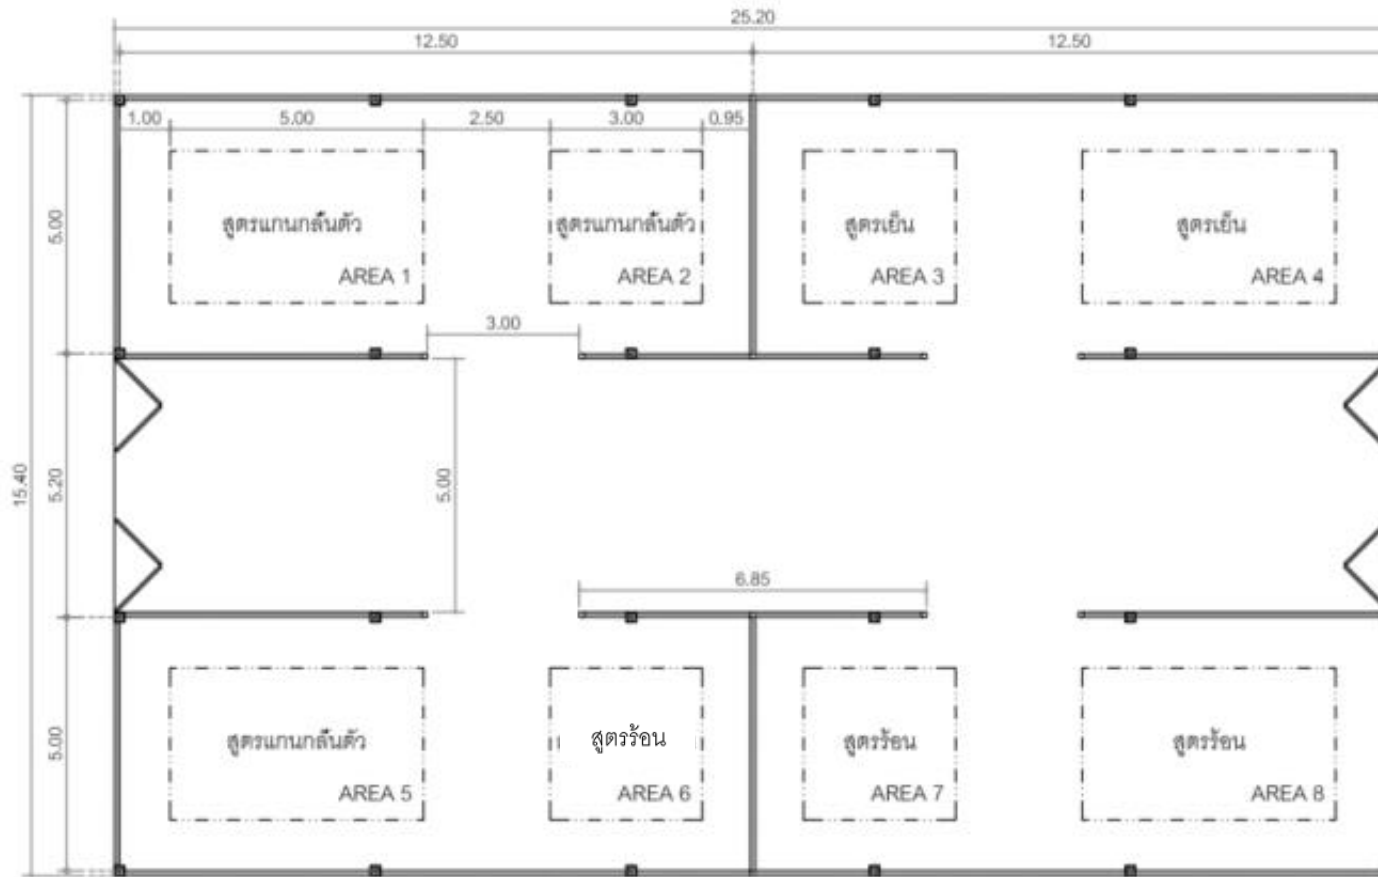 25.20
12.50 12.50
1.00 5.00 2.50 3.00 0.95
สูตรแกนกลั่นตัว สูตรแกนกลั่นตัว สูตรเย็น สูตรเย็น
5.00
AREA 1 AREA 2 AREA 3 AREA 4
3.00
15.40 5.20 5.00
6.85
สูตรแกนกลั่นตัว สูตรร้อน สูตรร้อน สูตรร้อน
5.00
AREA 5 AREA 6 AREA 7 AREA 8